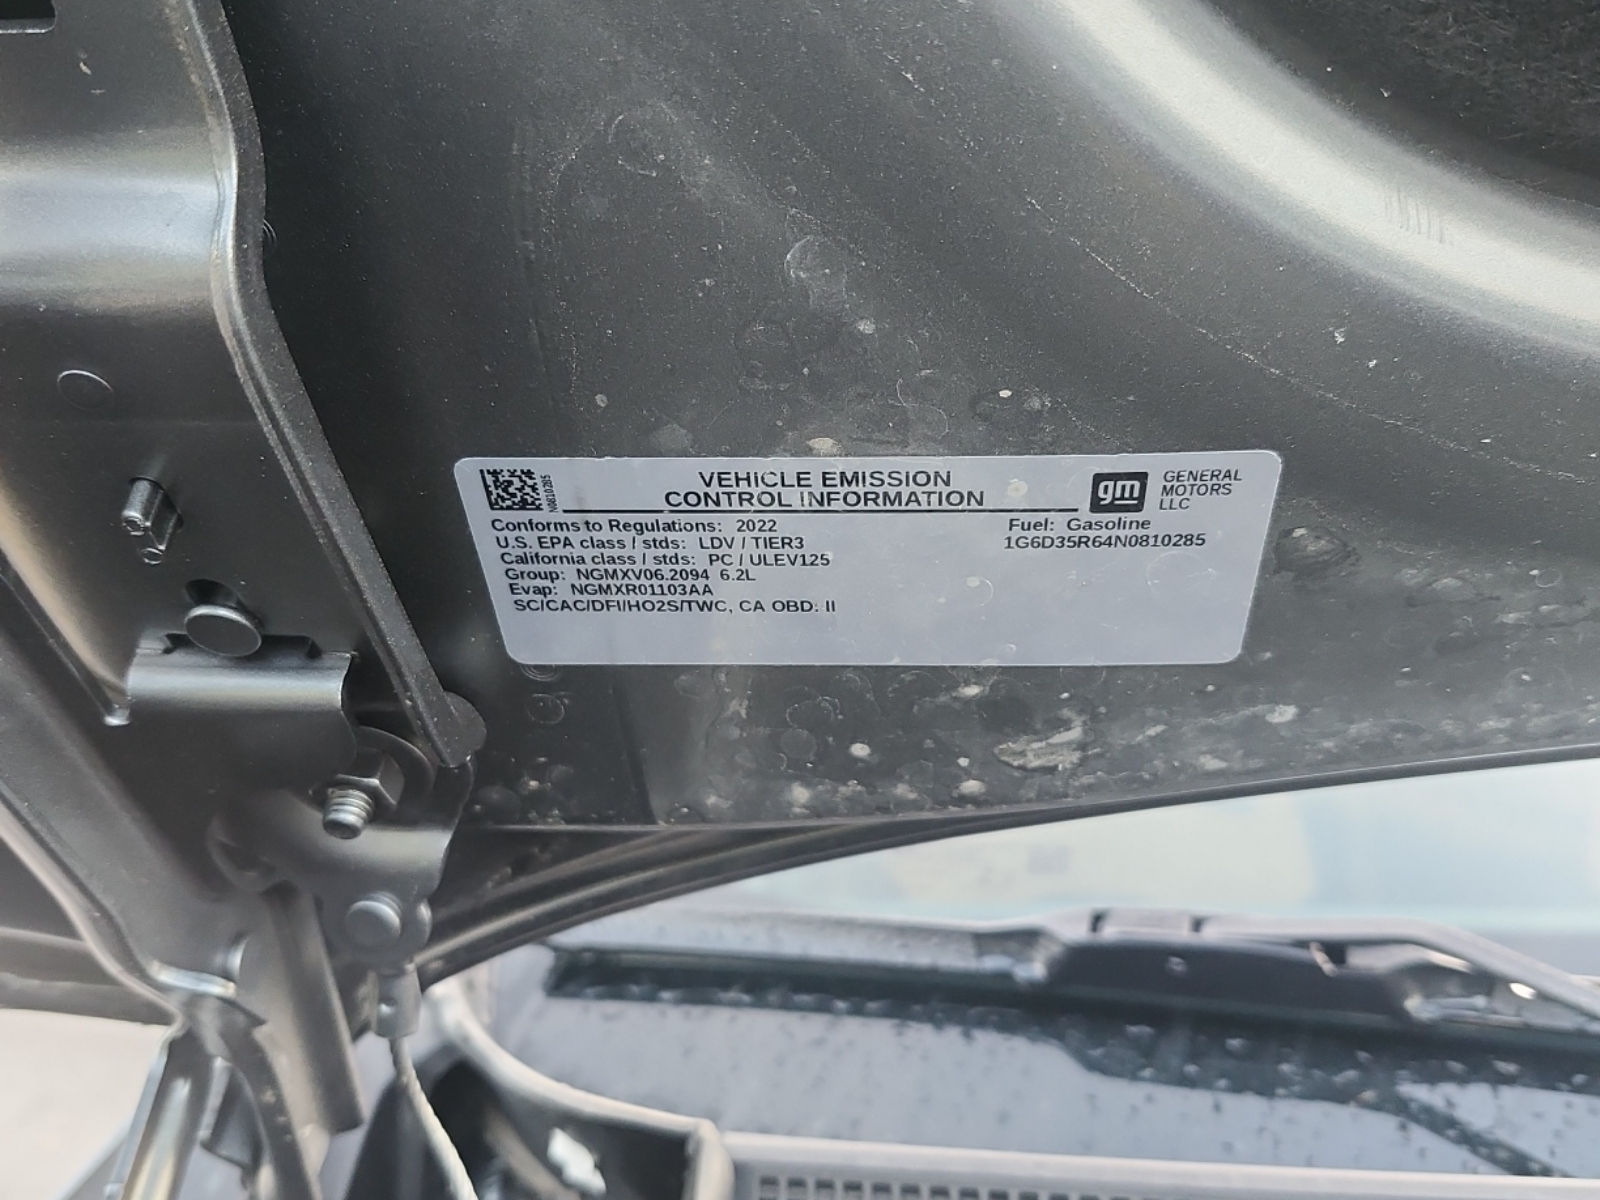 N0810285
VEHICLE EMISSION
CONTROL INFORMATION
gm
GENERAL
MOTORS
LLC
Conforms to Regulations: 2022
Fuel: Gasoline
U.S. EPA class / stds: LDV / TIER3
1G6D35R64N0810285
California class / stds: PC / ULEV125
Group: NGMXV06.2094 6.2L
Evap: NGMXR01103AA
SC/CAC/DFI/HO2S/TWC, CA OBD: II